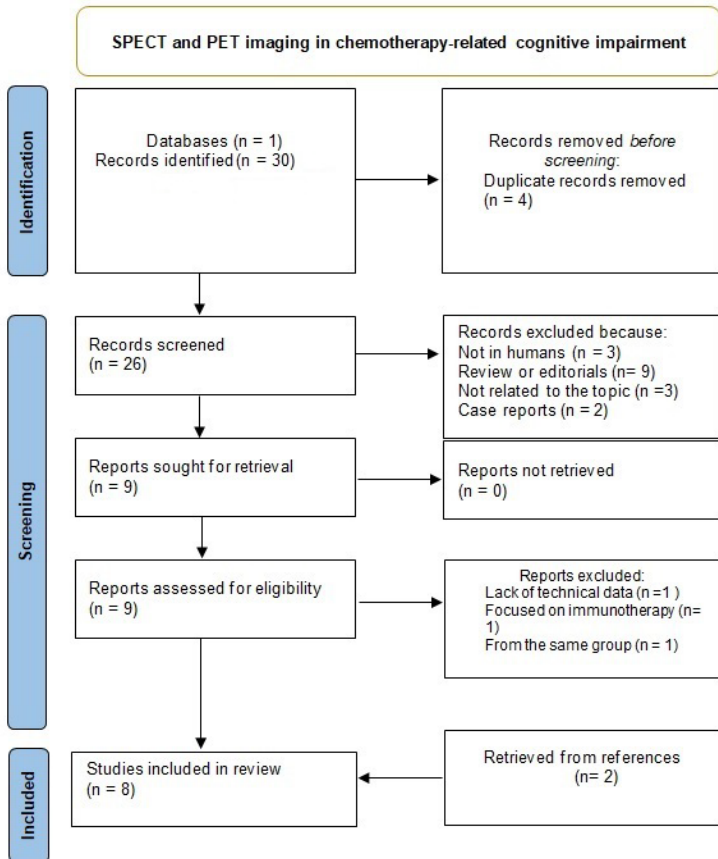 SPECT and PET imaging in chemotherapy-related cognitive impairment
Identification
Databases (n = 1)
Records identified (n = 30)
Records removed before
screening:
Duplicate records removed
(n = 4)
Screening
Records screened
(n = 26)
Records excluded because:
Not in humans (n = 3)
Review or editorials (n= 9)
Not related to the topic (n =3)
Case reports (n = 2)
Reports sought for retrieval
(n = 9)
Reports not retrieved
(n = 0)
Reports assessed for eligibility
(n = 9)
Reports excluded:
Lack of technical data (n =1 )
Focused on immunotherapy (n=
1)
From the same group (n = 1)
Included
Studies included in review
(n = 8)
Retrieved from references
(n= 2)